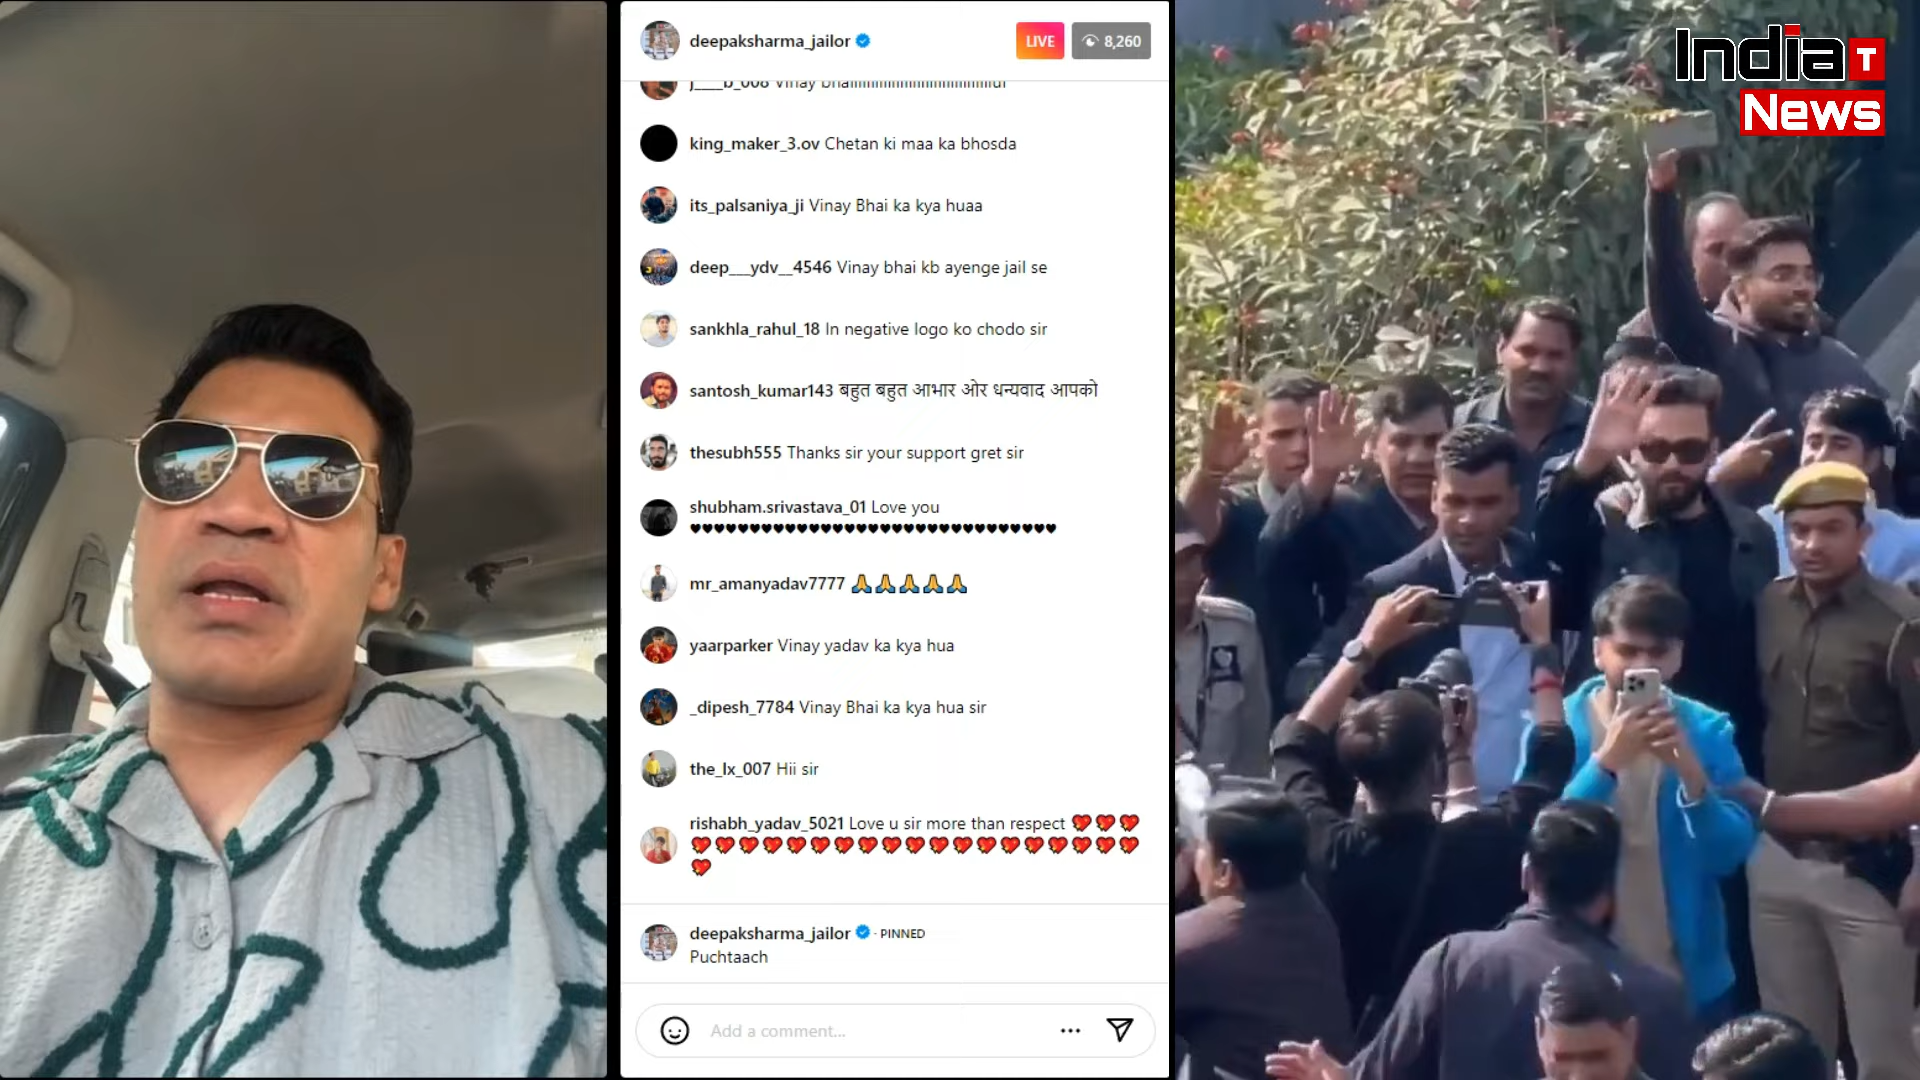 deepaksharma_jailor
LIVE
8,260
king_maker_3.ov Chetan ki maa ka bhosda
its_palsaniya_ji Vinay Bhai ka kya huaa
deep___ydv__4546 Vinay bhai kb ayenge jail se
sankhla_rahul_18 In negative logo ko chodo sir
santosh_kumar143 बहुत बहुत आभार ओर धन्यवाद आपको
thesubh555 Thanks sir your support gret sir
shubham.srivastava_01 Love you
mr_amanyadav7777 🙏🙏🙏🙏🙏
yaarparker Vinay yadav ka kya hua
_dipesh_7784 Vinay Bhai ka kya hua sir
the_lx_007 Hii sir
rishabh_yadav_5021 Love u sir more than respect
deepaksharma_jailor - PINNED
Puchtaach
Add a comment...
India T
News